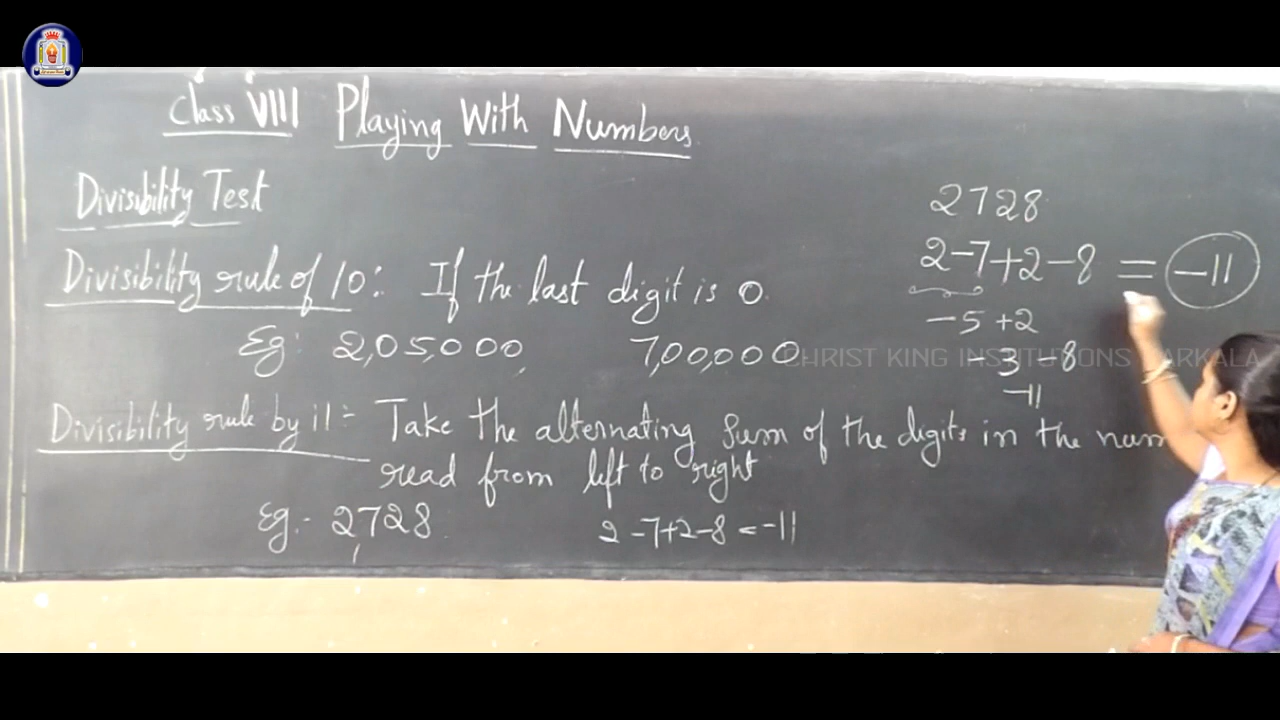 Class VIII Playing With Numbers
Divisibility Test
Divisibility rule of 10: If the last digit is 0.
Eg: 2,05,000, 7,00,000.
Divisibility rule by 11:- Take the alternating Sum of the digits in the num
read from left to right
Eg:- 2728. 2-7+2-8=-11
2728
2-7+2-8 = -11
-5+2
-3-8
-11
CHRIST KING INSTITUTIONS KARKALA